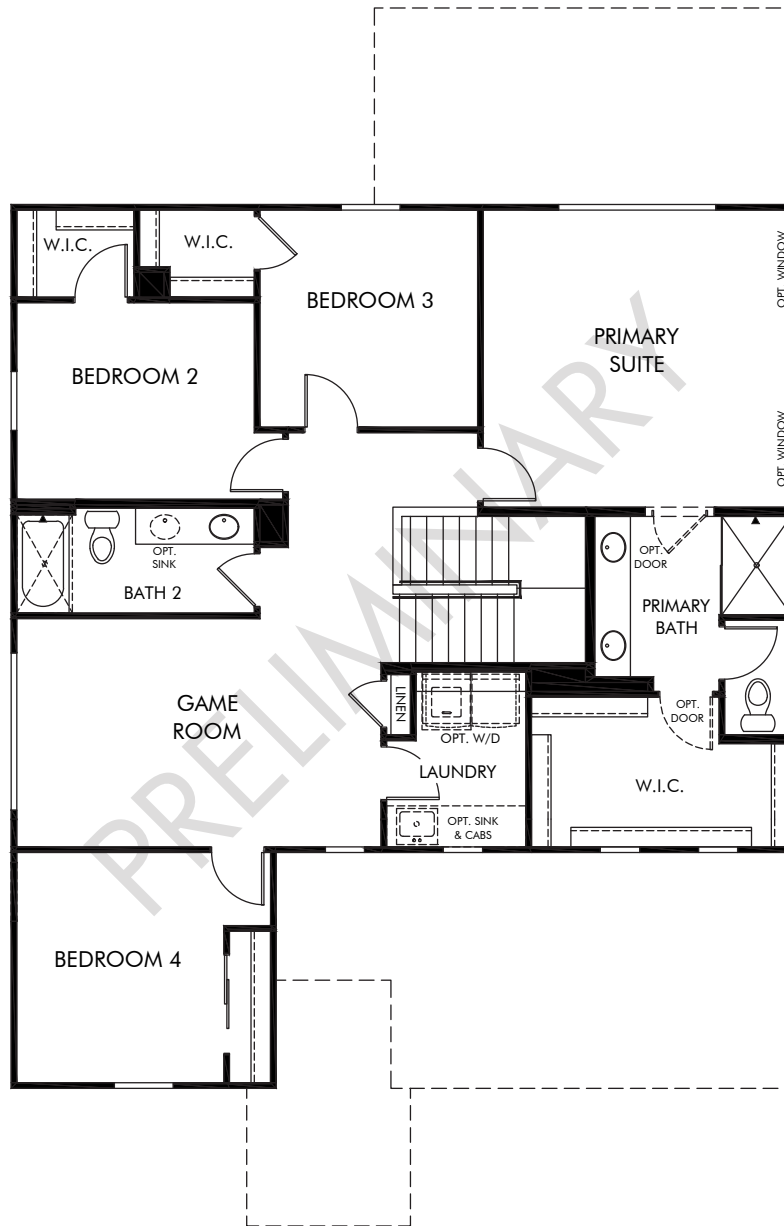 W.I.C.
W.I.C.
BEDROOM 3
BEDROOM 2
PRIMARY
SUITE
OPT. WINDOW
OPT. WINDOW
OPT.
SINK
BATH 2
OPT.
DOOR
PRIMARY
BATH
GAME
ROOM
LINEN
OPT. W/D
LAUNDRY
OPT. SINK
& CABS
OPT.
DOOR
W.I.C.
BEDROOM 4
PRELIMINARY